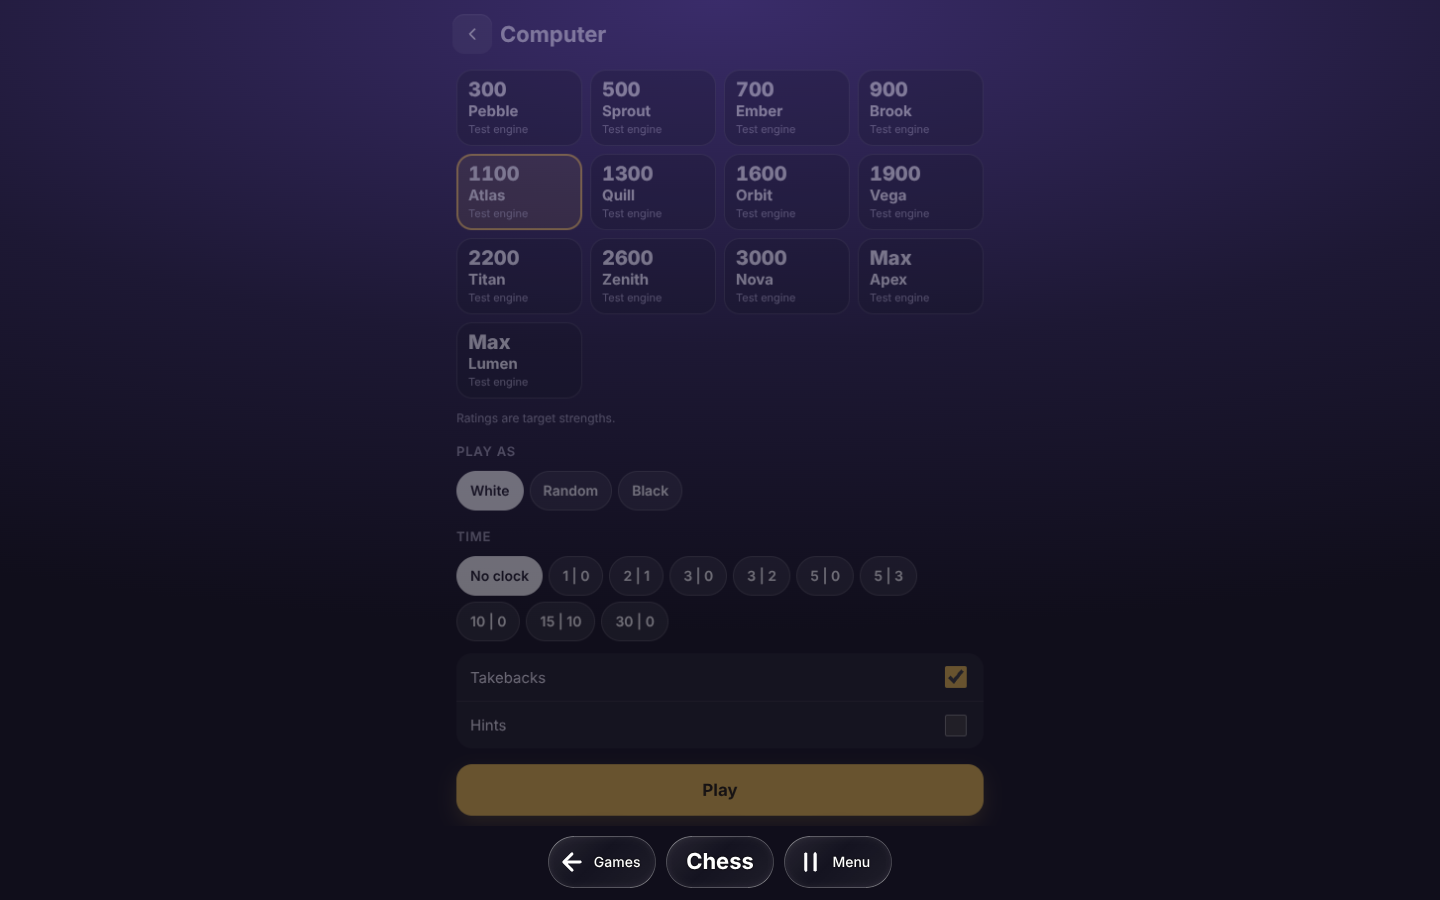 Computer
300 500 700 900
Pebble Sprout Ember Brook
Test engine Test engine Test engine Test engine
1100 1300 1600 1900
Atlas Quill Orbit Vega
Test engine Test engine Test engine Test engine
2200 2600 3000 Max
Titan Zenith Nova Apex
Test engine Test engine Test engine Test engine
Max
Lumen
Test engine
Ratings are target strengths.
PLAY AS
White Random Black
TIME
No clock 1 | 0 2 | 1 3 | 0 3 | 2 5 | 0 5 | 3
10 | 0 15 | 10 30 | 0
Takebacks
Hints
Play
Games Chess Menu